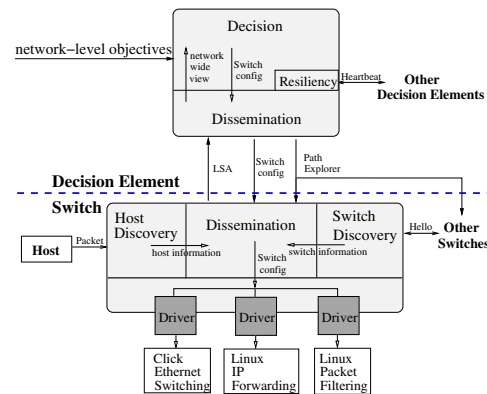 Decision
network−level objectives
network
wide
view
Switch
config
Resiliency
Heartbeat
Other
Decision Elements
Dissemination
LSA
Switch
config
Path
Explorer
Decision Element
Switch
Host
Discovery
Dissemination
Switch
Discovery
Hello
Other
Switches
Host
Packet
host information
switch information
Switch
config
Driver
Driver
Driver
Click
Ethernet
Switching
Linux
IP
Forwarding
Linux
Packet
Filtering